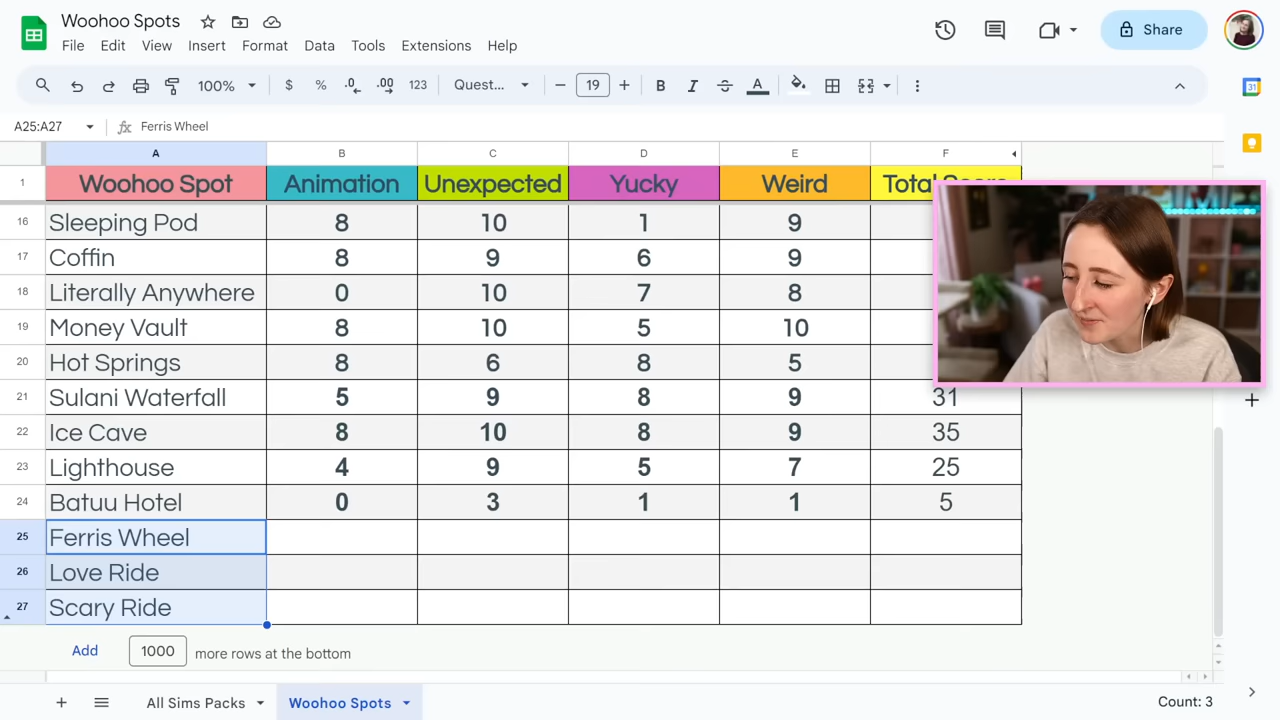 Woohoo Spots
File Edit View Insert Format Data Tools Extensions Help
Share
100% $ % .0 .00 123 Quest... 19 B I A
31
A25:A27 fx Ferris Wheel
A B C D E F
1 Woohoo Spot Animation Unexpected Yucky Weird Total Score
16 Sleeping Pod 8 10 1 9
17 Coffin 8 9 6 9
18 Literally Anywhere 0 10 7 8
19 Money Vault 8 10 5 10
20 Hot Springs 8 6 8 5
21 Sulani Waterfall 5 9 8 9 31
22 Ice Cave 8 10 8 9 35
23 Lighthouse 4 9 5 7 25
24 Batuu Hotel 0 3 1 1 5
25 Ferris Wheel
26 Love Ride
27 Scary Ride
Add 1000 more rows at the bottom
All Sims Packs Woohoo Spots Count: 3